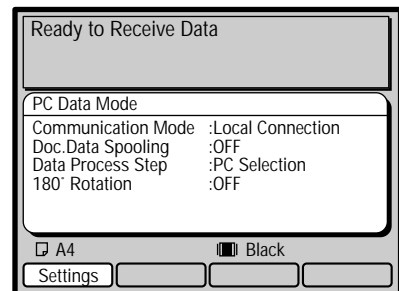 Ready to Receive Data
PC Data Mode
Communication Mode :Local Connection
Doc.Data Spooling :OFF
Data Process Step :PC Selection
180˚ Rotation :OFF
A4 Black
Settings